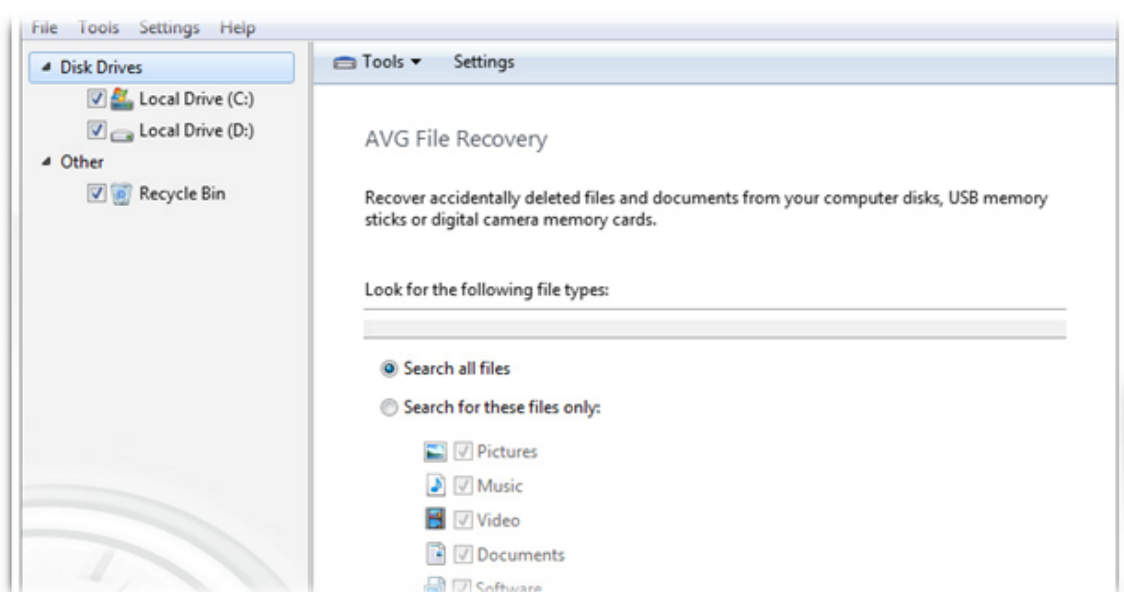 File Tools Settings Help
Disk Drives
Local Drive (C:)
Local Drive (D:)
Other
Recycle Bin
Tools Settings
AVG File Recovery
Recover accidentally deleted files and documents from your computer disks, USB memory
sticks or digital camera memory cards.
Look for the following file types:
Search all files
Search for these files only:
Pictures
Music
Video
Documents
Software